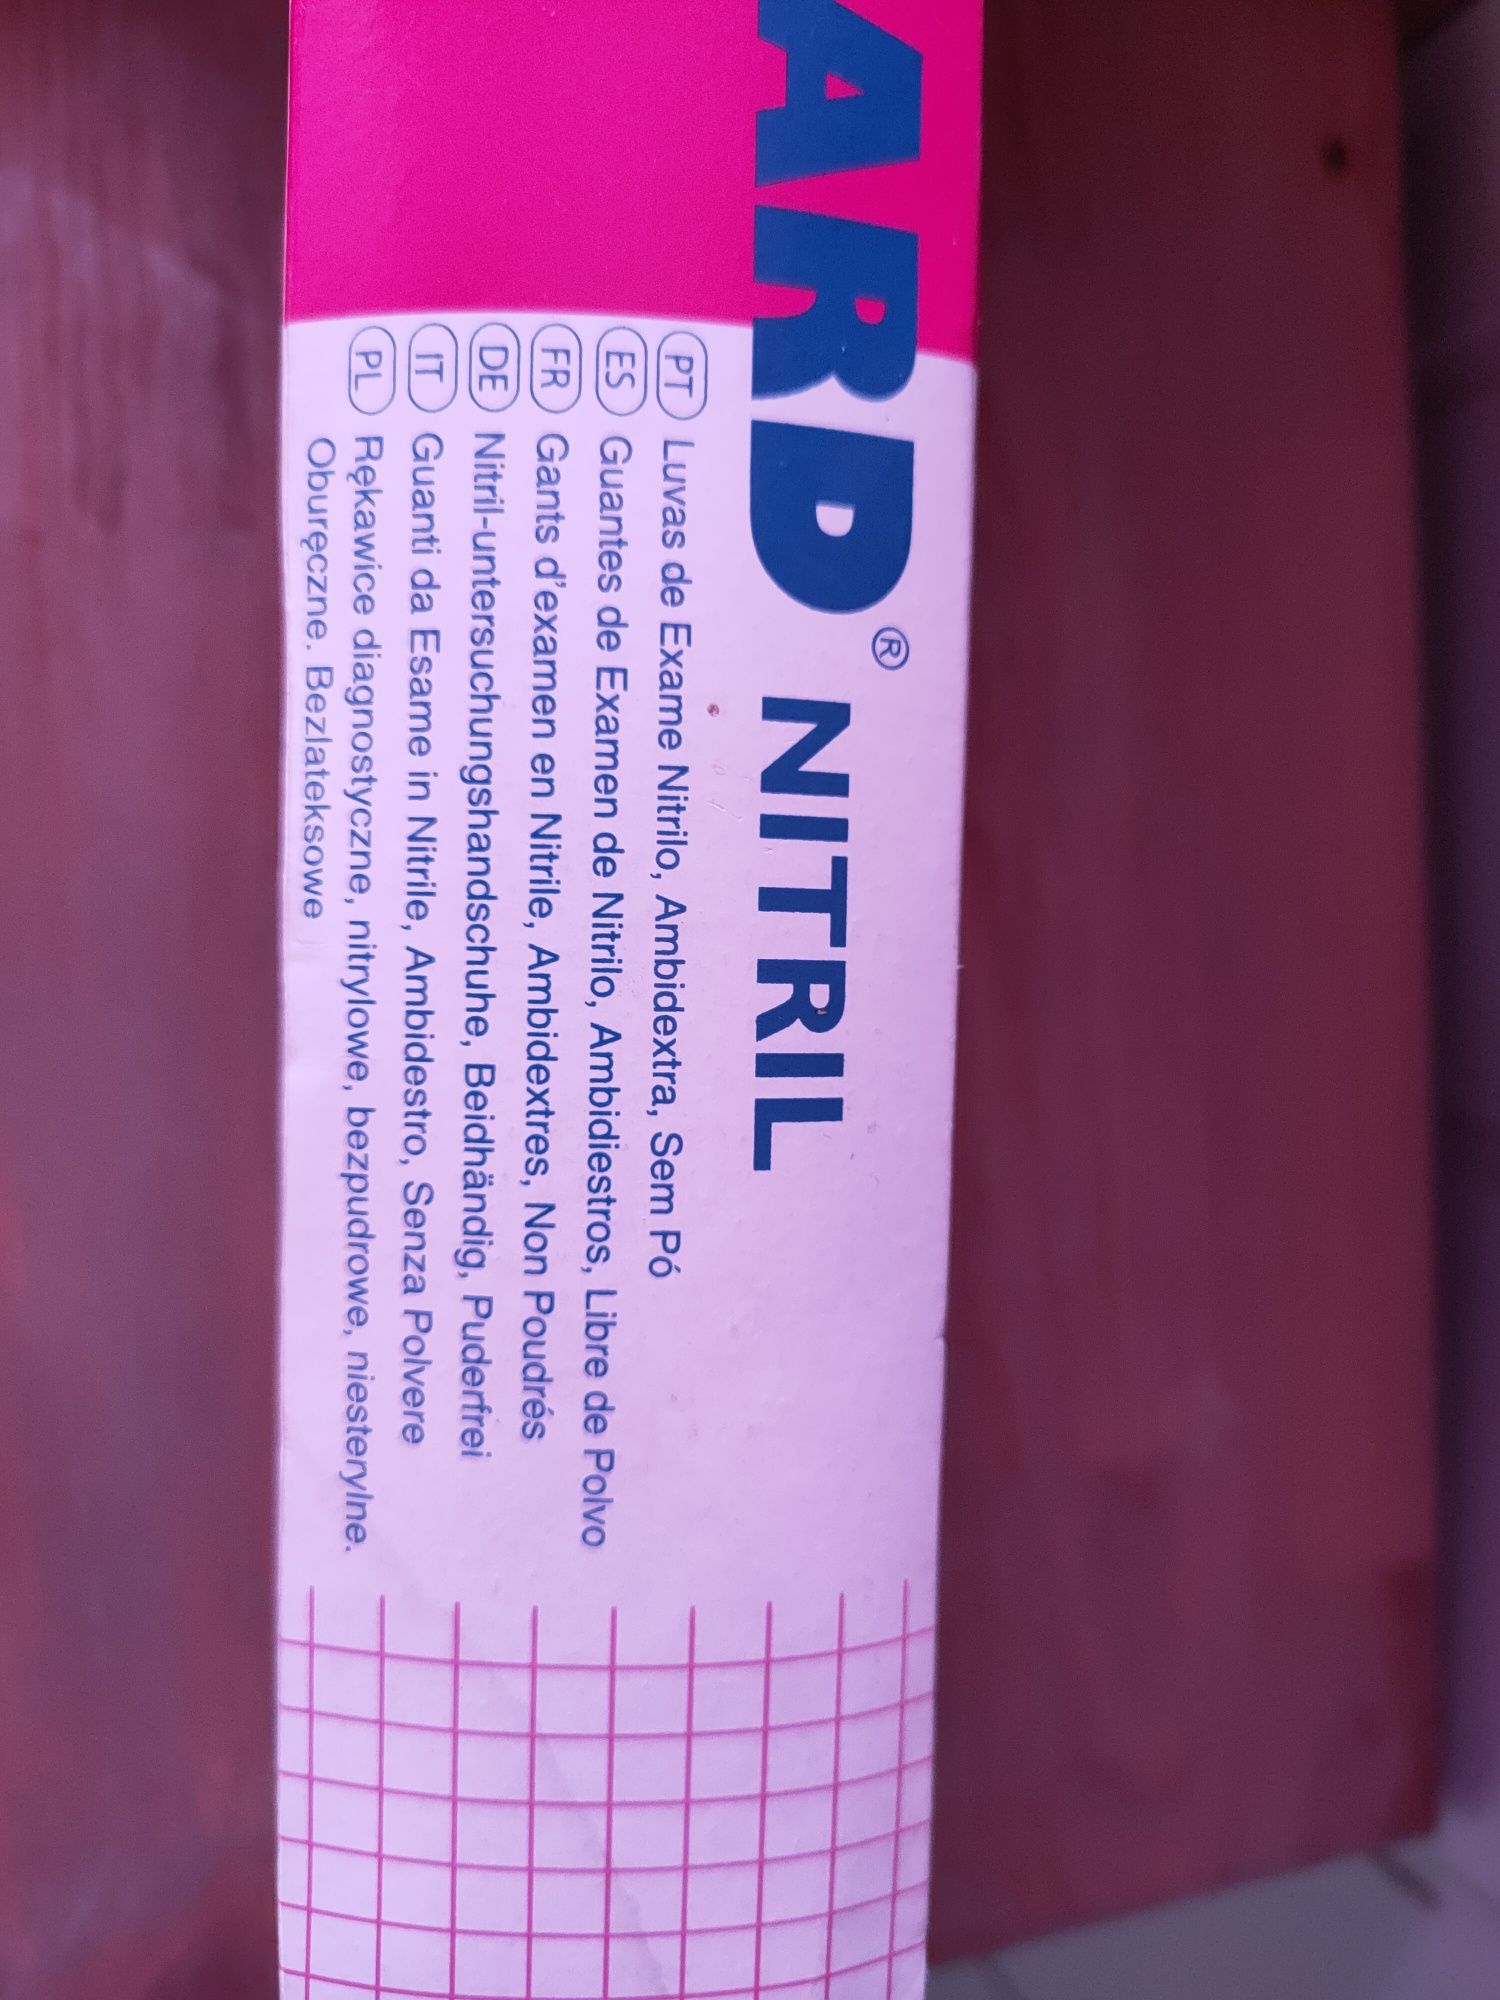 ARD® NITRIL
PT Luvas de Exame Nitrilo, Ambidextra, Sem Pó
ES Guantes de Examen de Nitrilo, Ambidiestros, Libre de Polvo
FR Gants d'examen en Nitrile, Ambidextres, Non Poudrés
DE Nitril-untersuchungshandschuhe, Beidhändig, Puderfrei
IT Guanti da Esame in Nitrile, Ambidestro, Senza Polvere
PL Rękawice diagnostyczne, nitrylowe, bezpudrowe, niesterylne.
Oburęczne. Bezlateksowe